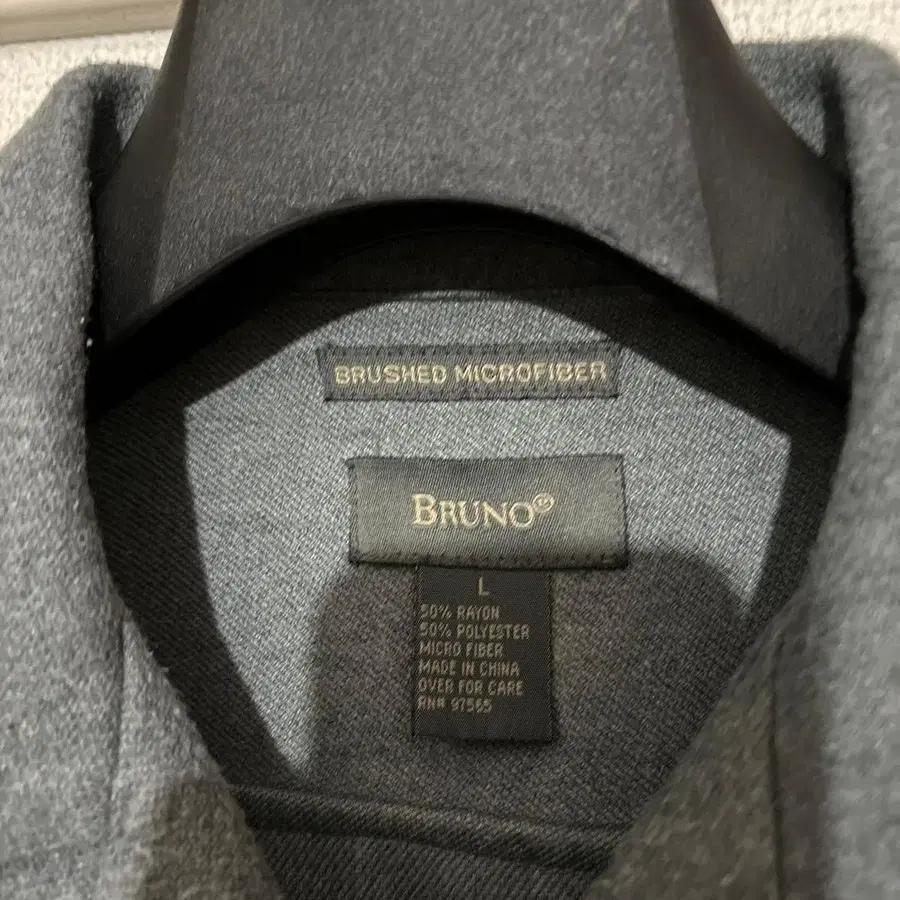 BRUSHED MICROFIBER
BRUNO®
L
50% RAYON
50% POLYESTER
MICRO FIBER
MADE IN CHINA
OVER FOR CARE
RN# 97565